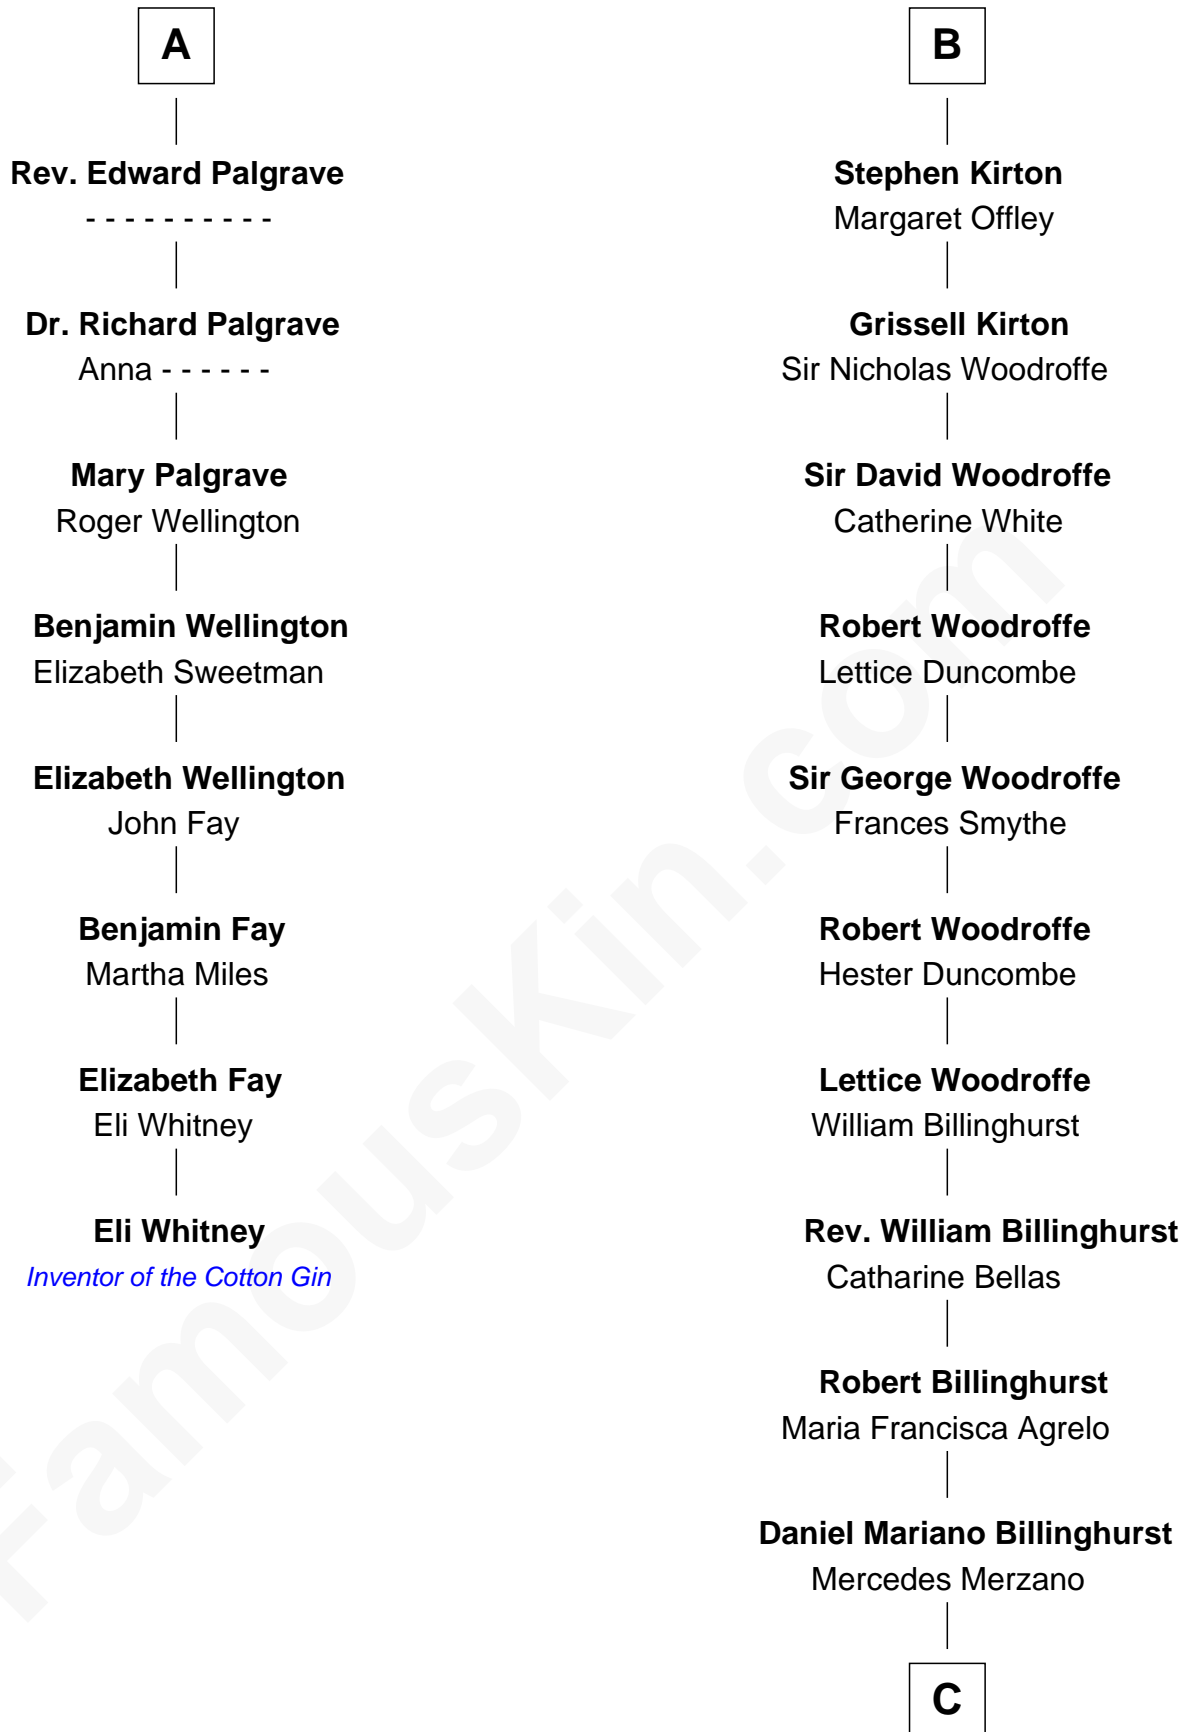 A
Rev. Edward Palgrave
- - - - - - - - - -
Dr. Richard Palgrave
Anna - - - - - -
Mary Palgrave
Roger Wellington
Benjamin Wellington
Elizabeth Sweetman
Elizabeth Wellington
John Fay
Benjamin Fay
Martha Miles
Elizabeth Fay
Eli Whitney
Eli Whitney
Inventor of the Cotton Gin
B
Stephen Kirton
Margaret Offley
Grissell Kirton
Sir Nicholas Woodroffe
Sir David Woodroffe
Catherine White
Robert Woodroffe
Lettice Duncombe
Sir George Woodroffe
Frances Smythe
Robert Woodroffe
Hester Duncombe
Lettice Woodroffe
William Billinghurst
Rev. William Billinghurst
Catharine Bellas
Robert Billinghurst
Maria Francisca Agrelo
Daniel Mariano Billinghurst
Mercedes Merzano
C
FamousKin.com